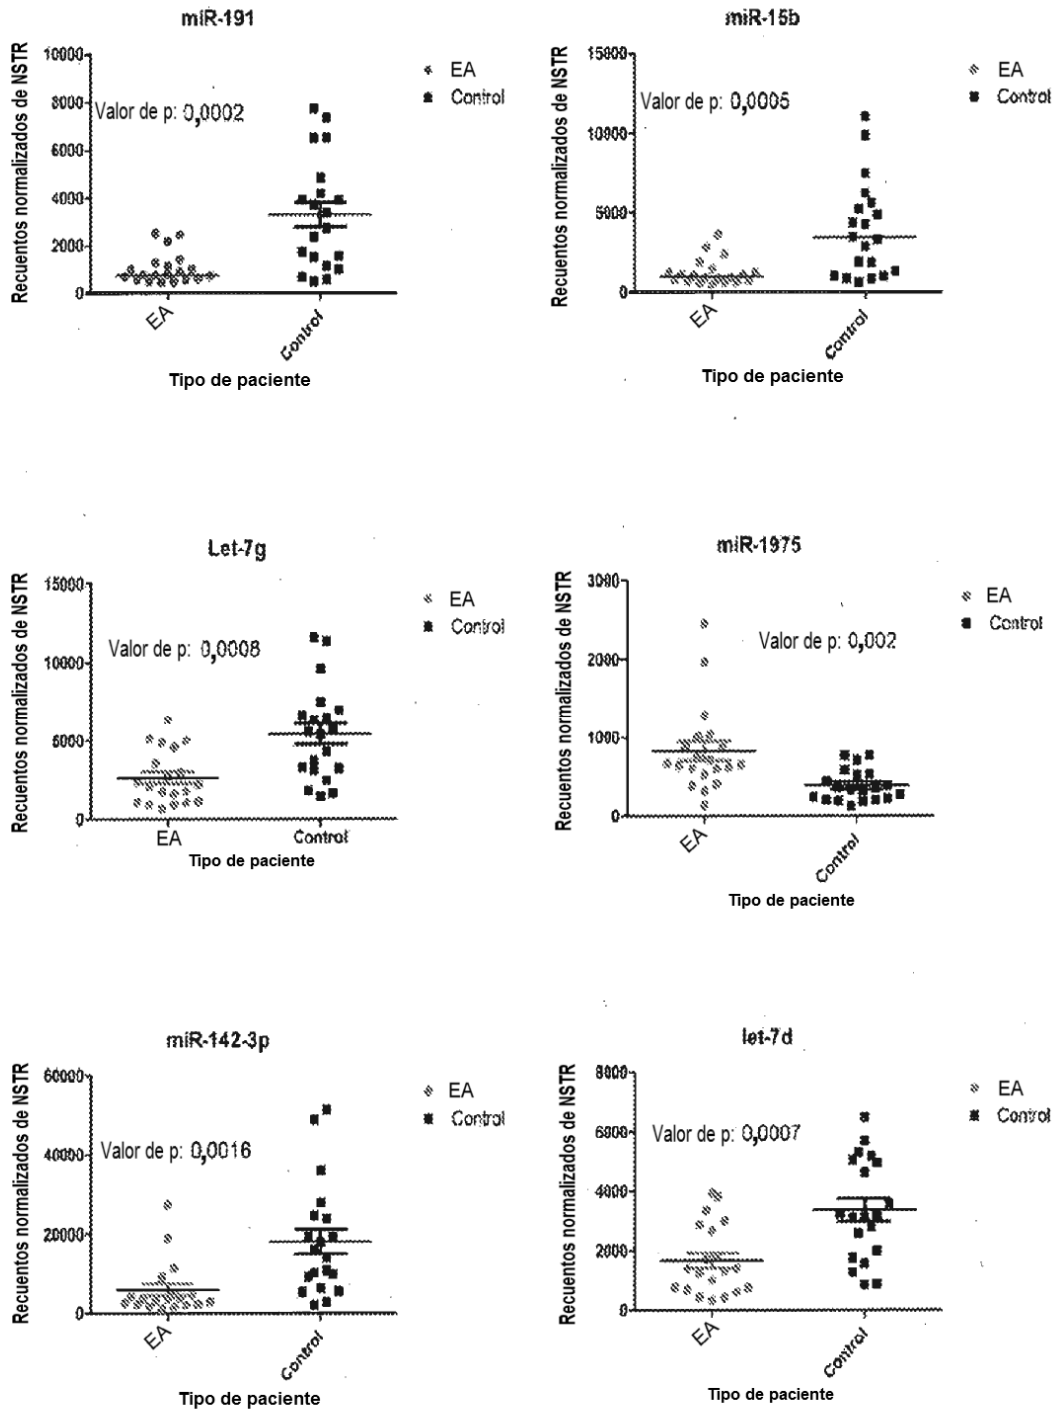 miR-191
Recuentos normalizados de NSTR
10000
8000
6000
4000
2000
0
Valor de p: 0,0002
EA
Control
EA
Control
Tipo de paciente
miR-15b
Recuentos normalizados de NSTR
15000
10000
5000
0
Valor de p: 0,0005
EA
Control
EA
Control
Tipo de paciente
Let-7g
Recuentos normalizados de NSTR
15000
10000
5000
0
Valor de p: 0,0008
EA
Control
EA
Control
Tipo de paciente
miR-1975
Recuentos normalizados de NSTR
3000
2000
1000
0
Valor de p: 0,002
EA
Control
EA
Control
Tipo de paciente
miR-142-3p
Recuentos normalizados de NSTR
60000
40000
20000
0
Valor de p: 0,0016
EA
Control
EA
Control
Tipo de paciente
let-7d
Recuentos normalizados de NSTR
8000
6000
4000
2000
0
Valor de p: 0,0007
EA
Control
EA
Control
Tipo de paciente